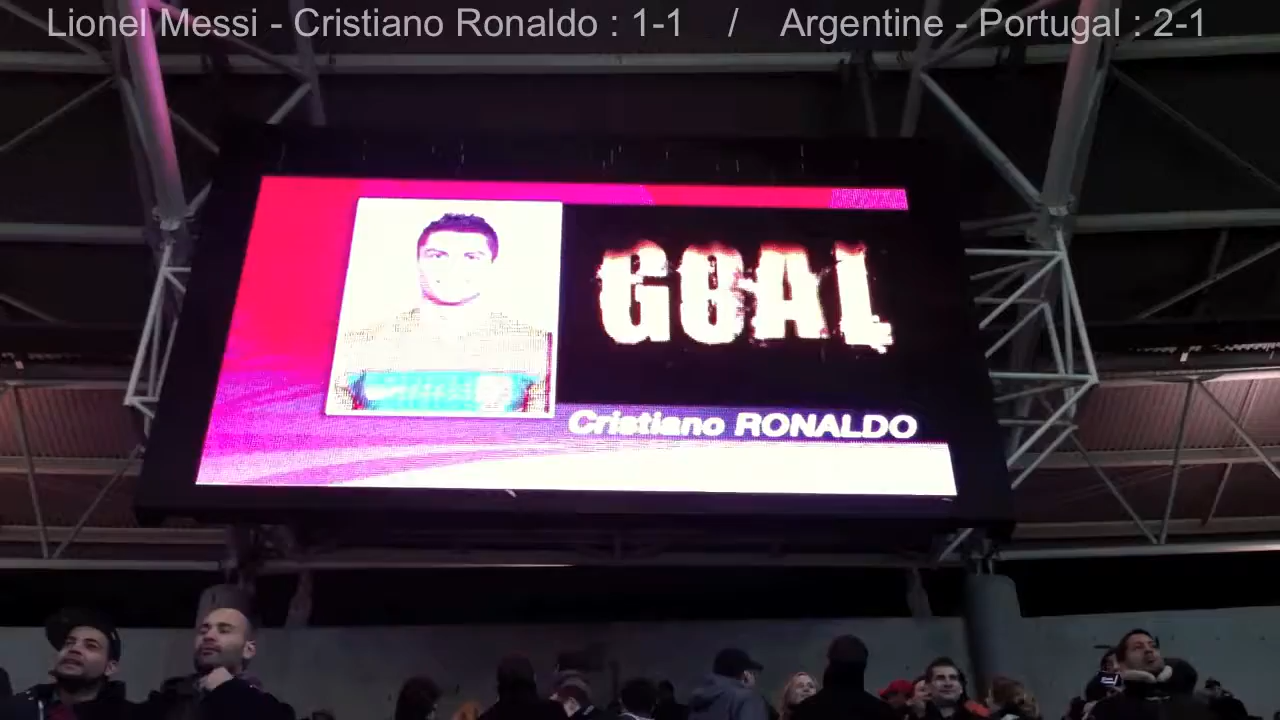 Lionel Messi - Cristiano Ronaldo : 1-1 / Argentine - Portugal : 2-1
GOAL
Cristiano RONALDO